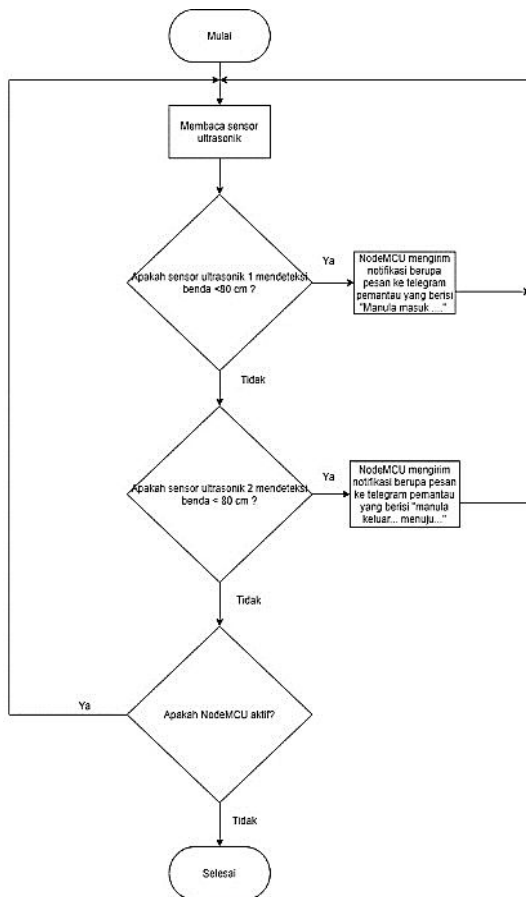 Mulai
Membaca sensor
ultrasonik
Apakah sensor ultrasonik 1 mendeteksi
benda <80 cm ?
Ya
NodeMCU mengirim
notifikasi berupa
pesan ke telegram
pemantau yang berisi
"Manula masuk ...."
Tidak
Apakah sensor ultrasonik 2 mendeteksi
benda < 80 cm ?
Ya
NodeMCU mengirim
notifikasi berupa pesan
ke telegram pemantau
yang berisi "manula
keluar... menuju..."
Tidak
Apakah NodeMCU aktif?
Ya
Tidak
Selesai